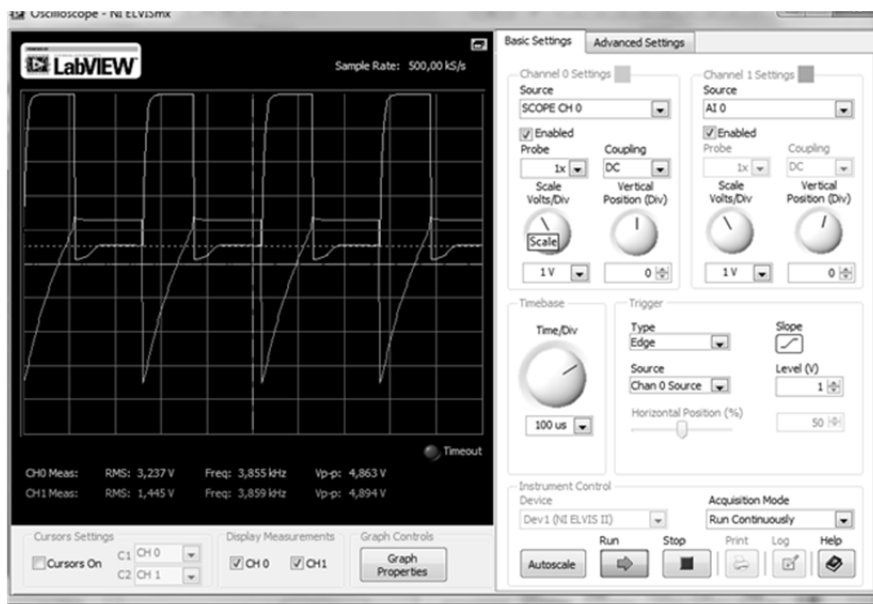 Oscilloscope - NI ELVISmx
LabVIEW
Sample Rate: 500,00 kS/s
Timeout
CH0 Meas: RMS: 3,237 V Freq: 3,855 kHz Vp-p: 4,863 V
CH1 Meas: RMS: 1,445 V Freq: 3,859 kHz Vp-p: 4,894 V
Cursors Settings
Cursors On
C1 CH 0
C2 CH 1
Display Measurements
CH 0 CH1
Graph Controls
Graph
Properties
Basic Settings Advanced Settings
Channel 0 Settings
Source
SCOPE CH 0
Enabled
Probe Coupling
1x DC
Scale Vertical
Volts/Div Position (Div)
Scale
1 V 0
Channel 1 Settings
Source
AI 0
Enabled
Probe Coupling
1x DC
Scale Vertical
Volts/Div Position (Div)
1 V 0
Timebase
Time/Div
100 us
Trigger
Type Slope
Edge
Source Level (V)
Chan 0 Source 1
Horizontal Position (%)
50
Instrument Control
Device Acquisition Mode
Dev1 (NI ELVIS II) Run Continuously
Run Stop Print Log Help
Autoscale